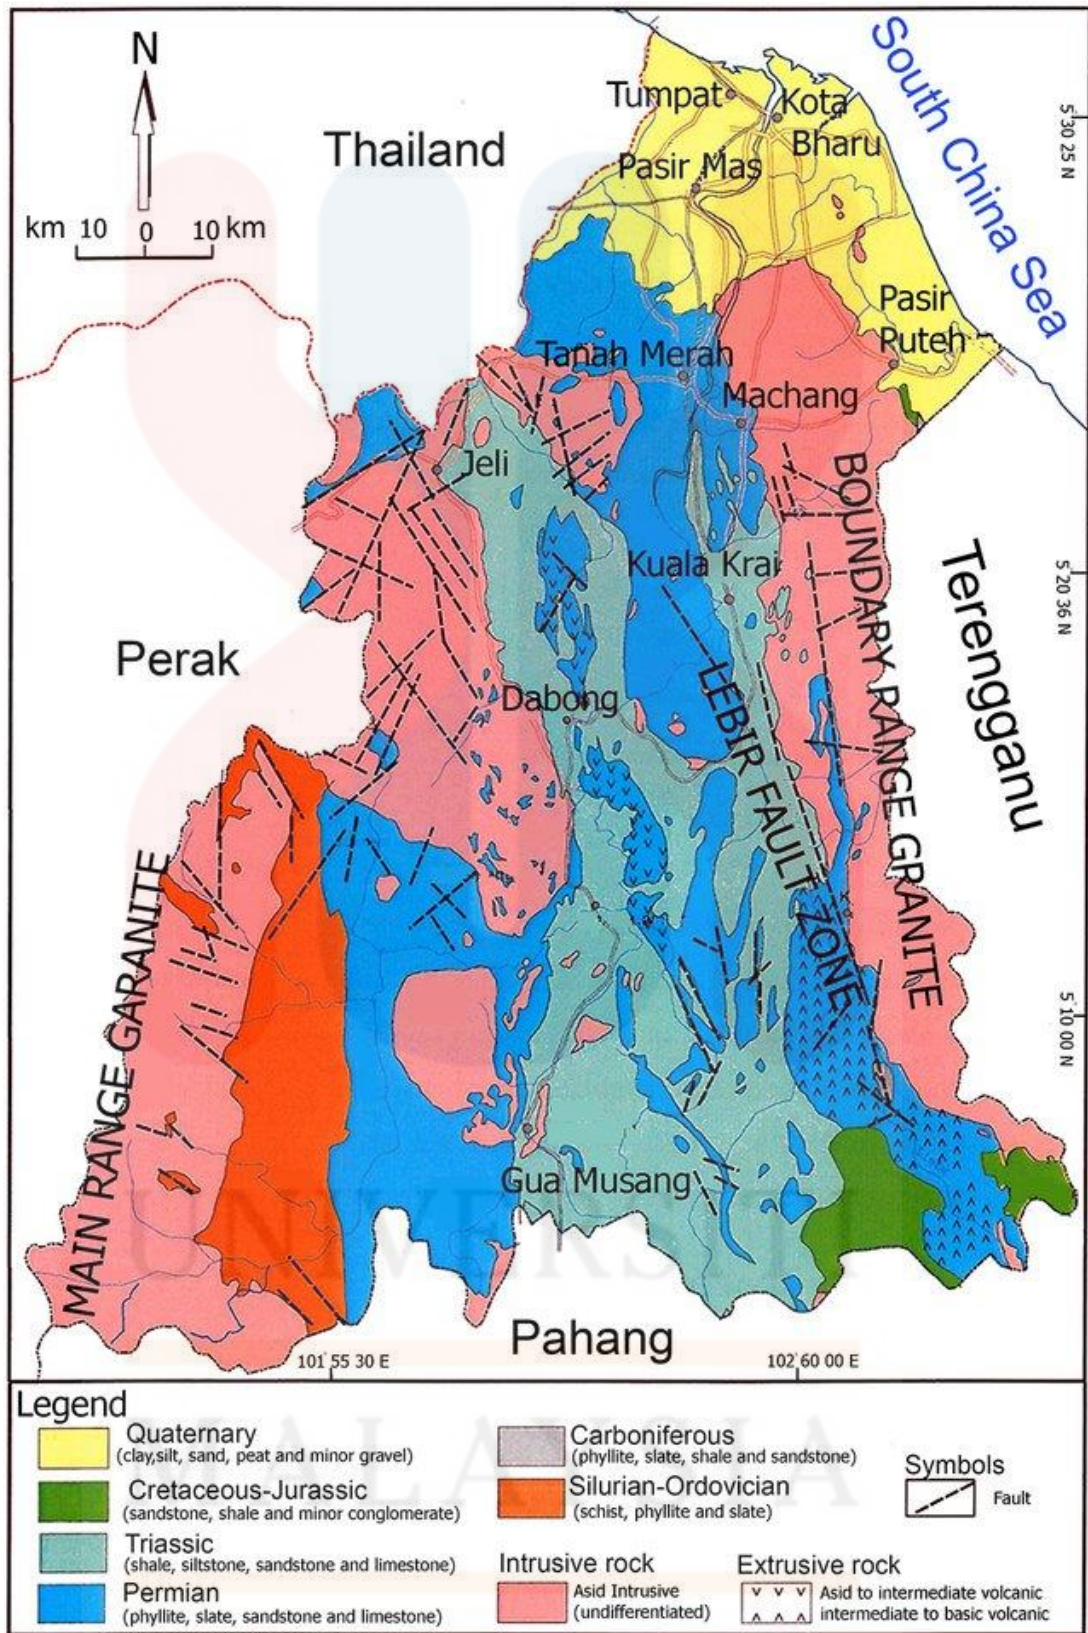 N
km 10 0 10 km
Thailand
South China Sea
Tumpat
Kota
Bharu
Pasir Mas
5°30 25 N
Pasir
Puteh
Tanah Merah
Machang
Jeli
Kuala Krai
5°20 36 N
Terengganu
Perak
Dabong
BOUNDARY RANGE GRANITE
LEBIR FAULT ZONE
MAIN RANGE GARANITE
5°10 00 N
Gua Musang
UNIVERSITI
Pahang
101°55 30 E
102°60 00 E
MALAYSIA
Legend
Quaternary
(clay,silt, sand, peat and minor gravel)
Cretaceous-Jurassic
(sandstone, shale and minor conglomerate)
Triassic
(shale, siltstone, sandstone and limestone)
Permian
(phyllite, slate, sandstone and limestone)
Carboniferous
(phyllite, slate, shale and sandstone)
Silurian-Ordovician
(schist, phyllite and slate)
Intrusive rock
Asid Intrusive
(undifferentiated)
Symbols
Fault
Extrusive rock
Asid to intermediate volcanic
intermediate to basic volcanic